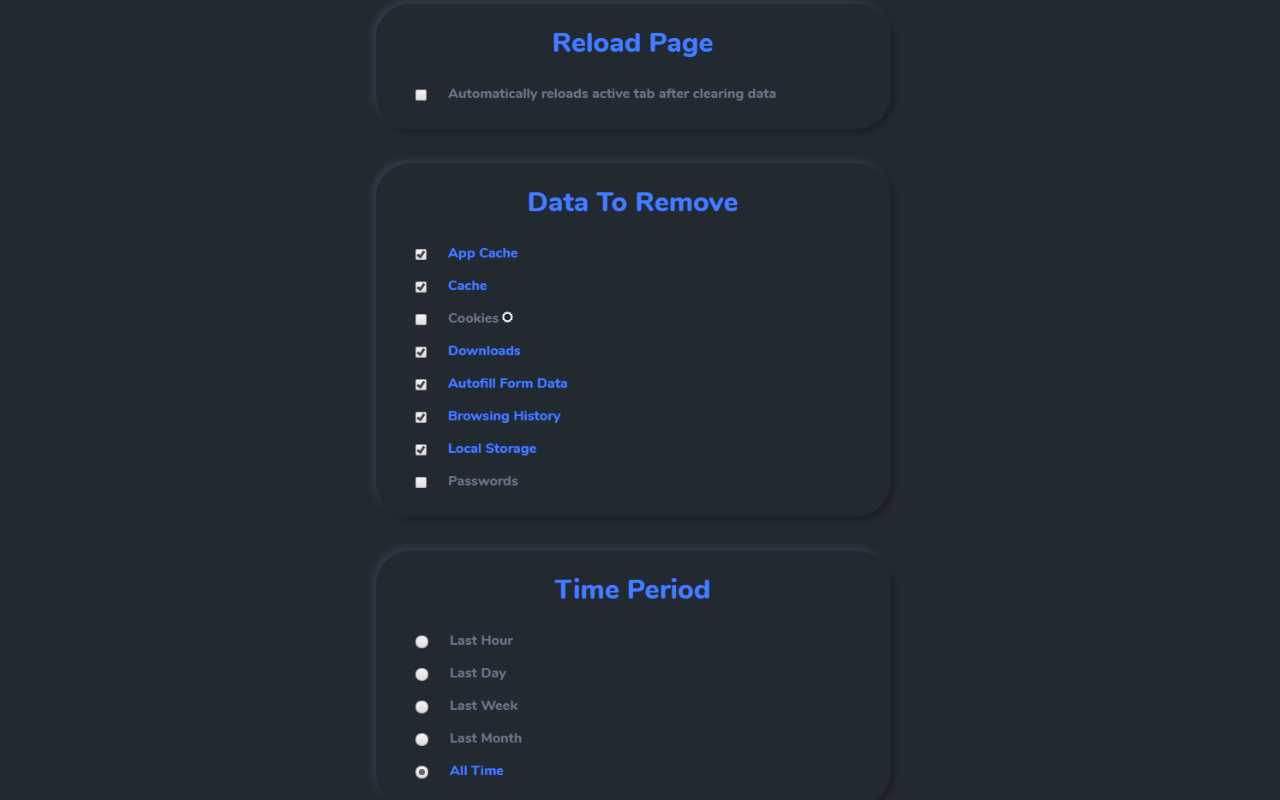 Reload Page
Automatically reloads active tab after clearing data
Data To Remove
App Cache
Cache
Cookies
Downloads
Autofill Form Data
Browsing History
Local Storage
Passwords
Time Period
Last Hour
Last Day
Last Week
Last Month
All Time